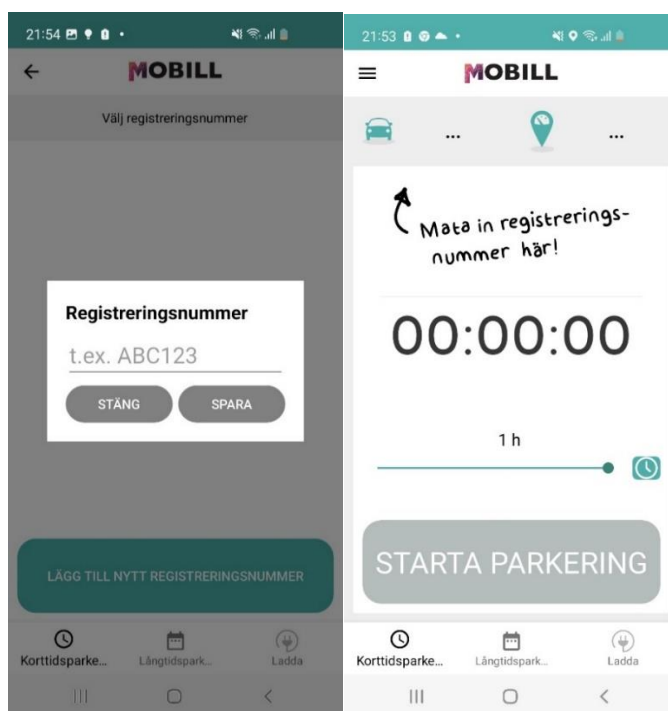 21:54
MOBILL
Välj registreringsnummer
Registreringsnummer
t.ex. ABC123
STÄNG
SPARA
LÄGG TILL NYTT REGISTRERINGSNUMMER
Korttidsparke...
Långtidspark...
Ladda
21:53
MOBILL
...
...
Mata in registrerings-
nummer här!
00:00:00
1 h
STARTA PARKERING
Korttidsparke...
Långtidspark...
Ladda